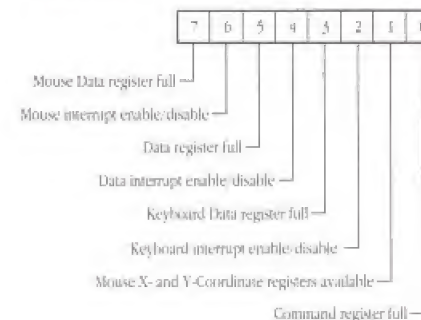 7 6 5 4 3 2 1
Mouse Data register full
Mouse interrupt enable/disable
Data register full
Data interrupt enable/disable
Keyboard Data register full
Keyboard interrupt enable/disable
Mouse X- and Y-Coordinate registers available
Command register full